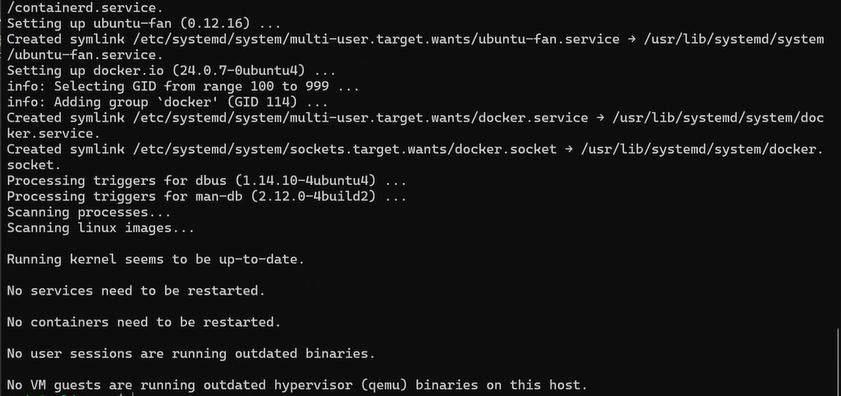 /containerd.service.
Setting up ubuntu-fan (0.12.16) ...
Created symlink /etc/systemd/system/multi-user.target.wants/ubuntu-fan.service → /usr/lib/systemd/system
/ubuntu-fan.service.
Setting up docker.io (24.0.7-0ubuntu4) ...
info: Selecting GID from range 100 to 999 ...
info: Adding group `docker' (GID 114) ...
Created symlink /etc/systemd/system/multi-user.target.wants/docker.service → /usr/lib/systemd/system/doc
ker.service.
Created symlink /etc/systemd/system/sockets.target.wants/docker.socket → /usr/lib/systemd/system/docker.
socket.
Processing triggers for dbus (1.14.10-4ubuntu4) ...
Processing triggers for man-db (2.12.0-4build2) ...
Scanning processes...
Scanning linux images...
Running kernel seems to be up-to-date.
No services need to be restarted.
No containers need to be restarted.
No user sessions are running outdated binaries.
No VM guests are running outdated hypervisor (qemu) binaries on this host.